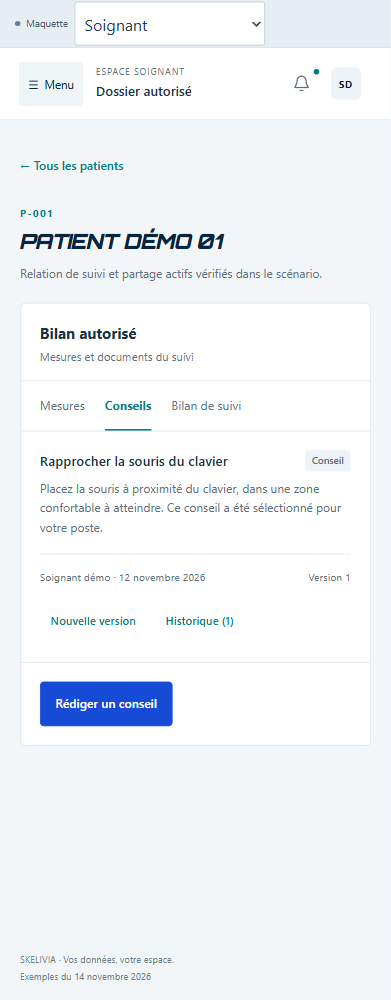 Maquette Soignant
☰ Menu
ESPACE SOIGNANT
Dossier autorisé
SD
← Tous les patients
P-001
PATIENT DÉMO 01
Relation de suivi et partage actifs vérifiés dans le scénario.
Bilan autorisé
Mesures et documents du suivi
Mesures Conseils Bilan de suivi
Rapprocher la souris du clavier Conseil
Placez la souris à proximité du clavier, dans une zone
confortable à atteindre. Ce conseil a été sélectionné pour
votre poste.
Soignant démo · 12 novembre 2026 Version 1
Nouvelle version Historique (1)
Rédiger un conseil
SKELIVIA · Vos données, votre espace.
Exemples du 14 novembre 2026